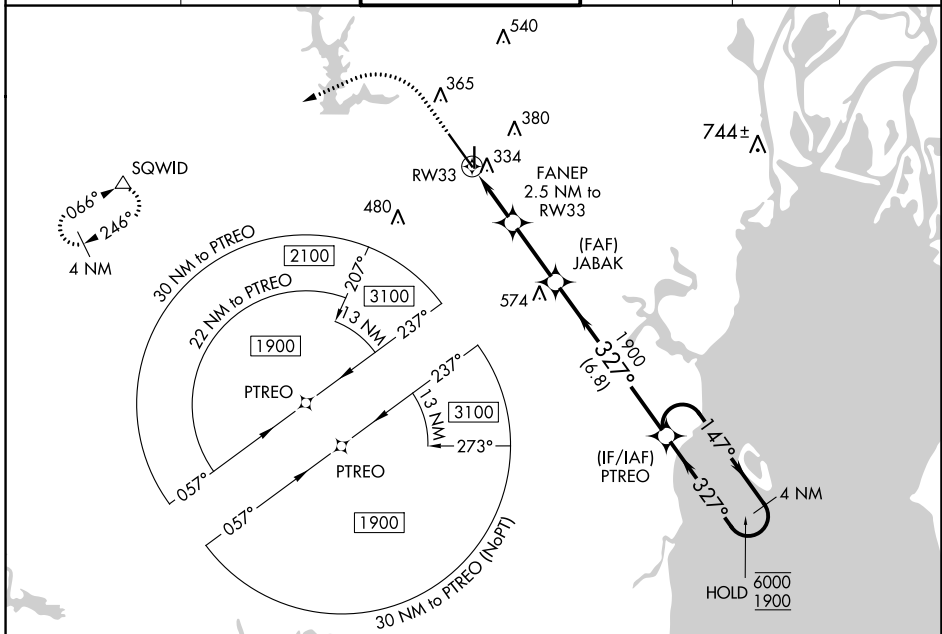 540
365
380
744±
334
RW33
SQWID
066°
246°
4 NM
FANEP
2.5 NM to
RW33
480
(FAF)
JABAK
574
30 NM to PTREO
2100
207°
22 NM to PTREO
3100
13 NM
237°
1900
PTREO
057°
237°
13 NM
3100
273°
PTREO
057°
1900
30 NM to PTREO (NoPT)
1900
327°
(6.8)
147°
(IF/IAF)
PTREO
327°
4 NM
HOLD
6000
1900